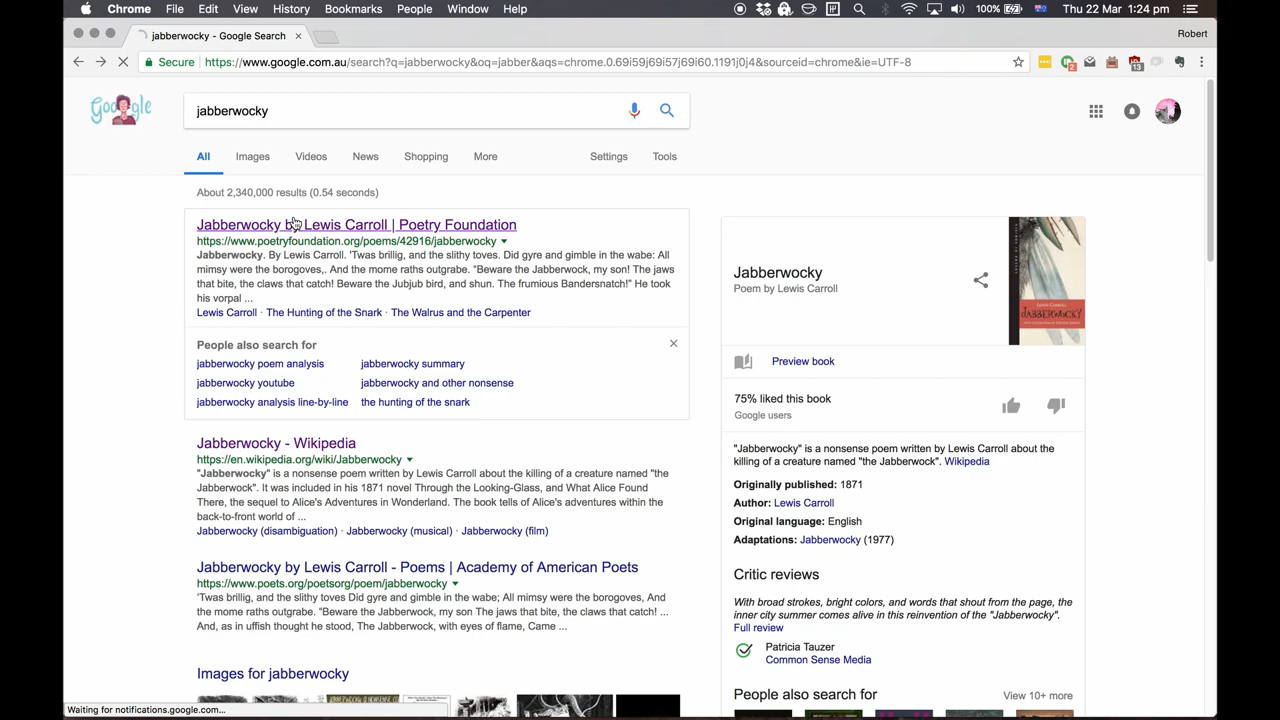 Chrome File Edit View History Bookmarks People Window Help 100% Thu 22 Mar 1:24 pm
jabberwocky - Google Search Robert
Secure https://www.google.com.au/search?q=jabberwocky&oq=jabber&aqs=chrome.0.69i59j69i57j69i60.1191j0j4&sourceid=chrome&ie=UTF-8 2 13
Google jabberwocky
All Images Videos News Shopping More Settings Tools
About 2,340,000 results (0.54 seconds)
Jabberwocky by Lewis Carroll | Poetry Foundation
https://www.poetryfoundation.org/poems/42916/jabberwocky
Jabberwocky. By Lewis Carroll. 'Twas brillig, and the slithy toves. Did gyre and gimble in the wabe: All
mimsy were the borogoves,. And the mome raths outgrabe. "Beware the Jabberwock, my son! The jaws
that bite, the claws that catch! Beware the Jubjub bird, and shun. The frumious Bandersnatch!" He took
his vorpal ...
Lewis Carroll · The Hunting of the Snark · The Walrus and the Carpenter
People also search for
jabberwocky poem analysis jabberwocky summary
jabberwocky youtube jabberwocky and other nonsense
jabberwocky analysis line-by-line the hunting of the snark
Jabberwocky - Wikipedia
https://en.wikipedia.org/wiki/Jabberwocky
"Jabberwocky" is a nonsense poem written by Lewis Carroll about the killing of a creature named "the
Jabberwock". It was included in his 1871 novel Through the Looking-Glass, and What Alice Found
There, the sequel to Alice's Adventures in Wonderland. The book tells of Alice's adventures within the
back-to-front world of ...
Jabberwocky (disambiguation) · Jabberwocky (musical) · Jabberwocky (film)
Jabberwocky by Lewis Carroll - Poems | Academy of American Poets
https://www.poets.org/poetsorg/poem/jabberwocky
'Twas brillig, and the slithy toves Did gyre and gimble in the wabe; All mimsy were the borogoves, And
the mome raths outgrabe. "Beware the Jabberwock, my son The jaws that bite, the claws that catch! ...
And, as in uffish thought he stood, The Jabberwock, with eyes of flame, Came ...
Images for jabberwocky
Waiting for notifications.google.com...
Jabberwocky
Poem by Lewis Carroll
LEWIS CARROLL
JABBERWOCKY
Preview book
75% liked this book
Google users
"Jabberwocky" is a nonsense poem written by Lewis Carroll about the
killing of a creature named "the Jabberwock". Wikipedia
Originally published: 1871
Author: Lewis Carroll
Original language: English
Adaptations: Jabberwocky (1977)
Critic reviews
With broad strokes, bright colors, and words that shout from the page, the
inner city summer comes alive in this reinvention of the "Jabberwocky".
Full review
Patricia Tauzer
Common Sense Media
People also search for View 10+ more